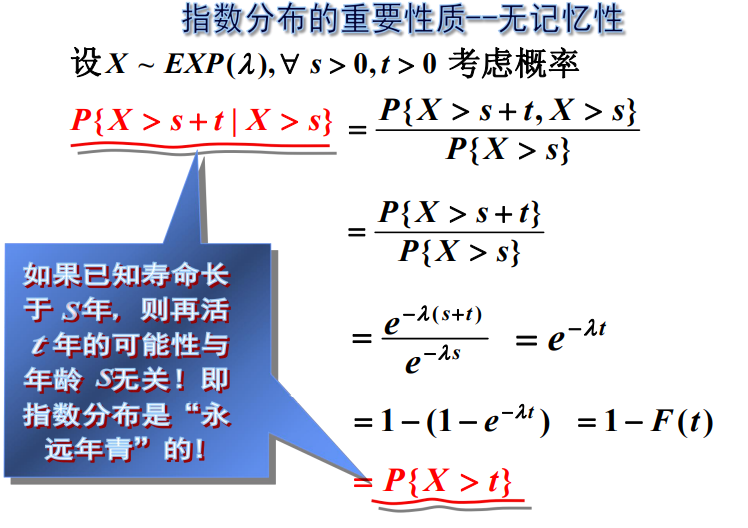 指数分布的重要性质--无记忆性
设 X ~ EXP(λ),∀ s > 0, t > 0 考虑概率
P{X > s+t | X > s} = P{X > s+t, X > s} / P{X > s}
= P{X > s+t} / P{X > s}
= e^{-λ(s+t)} / e^{-λs} = e^{-λt}
= 1-(1-e^{-λt}) = 1-F(t)
= P{X > t}
如果已知寿命长
于 S年, 则再活
t 年的可能性与
年龄 S无关！即
指数分布是“永
远年青”的!